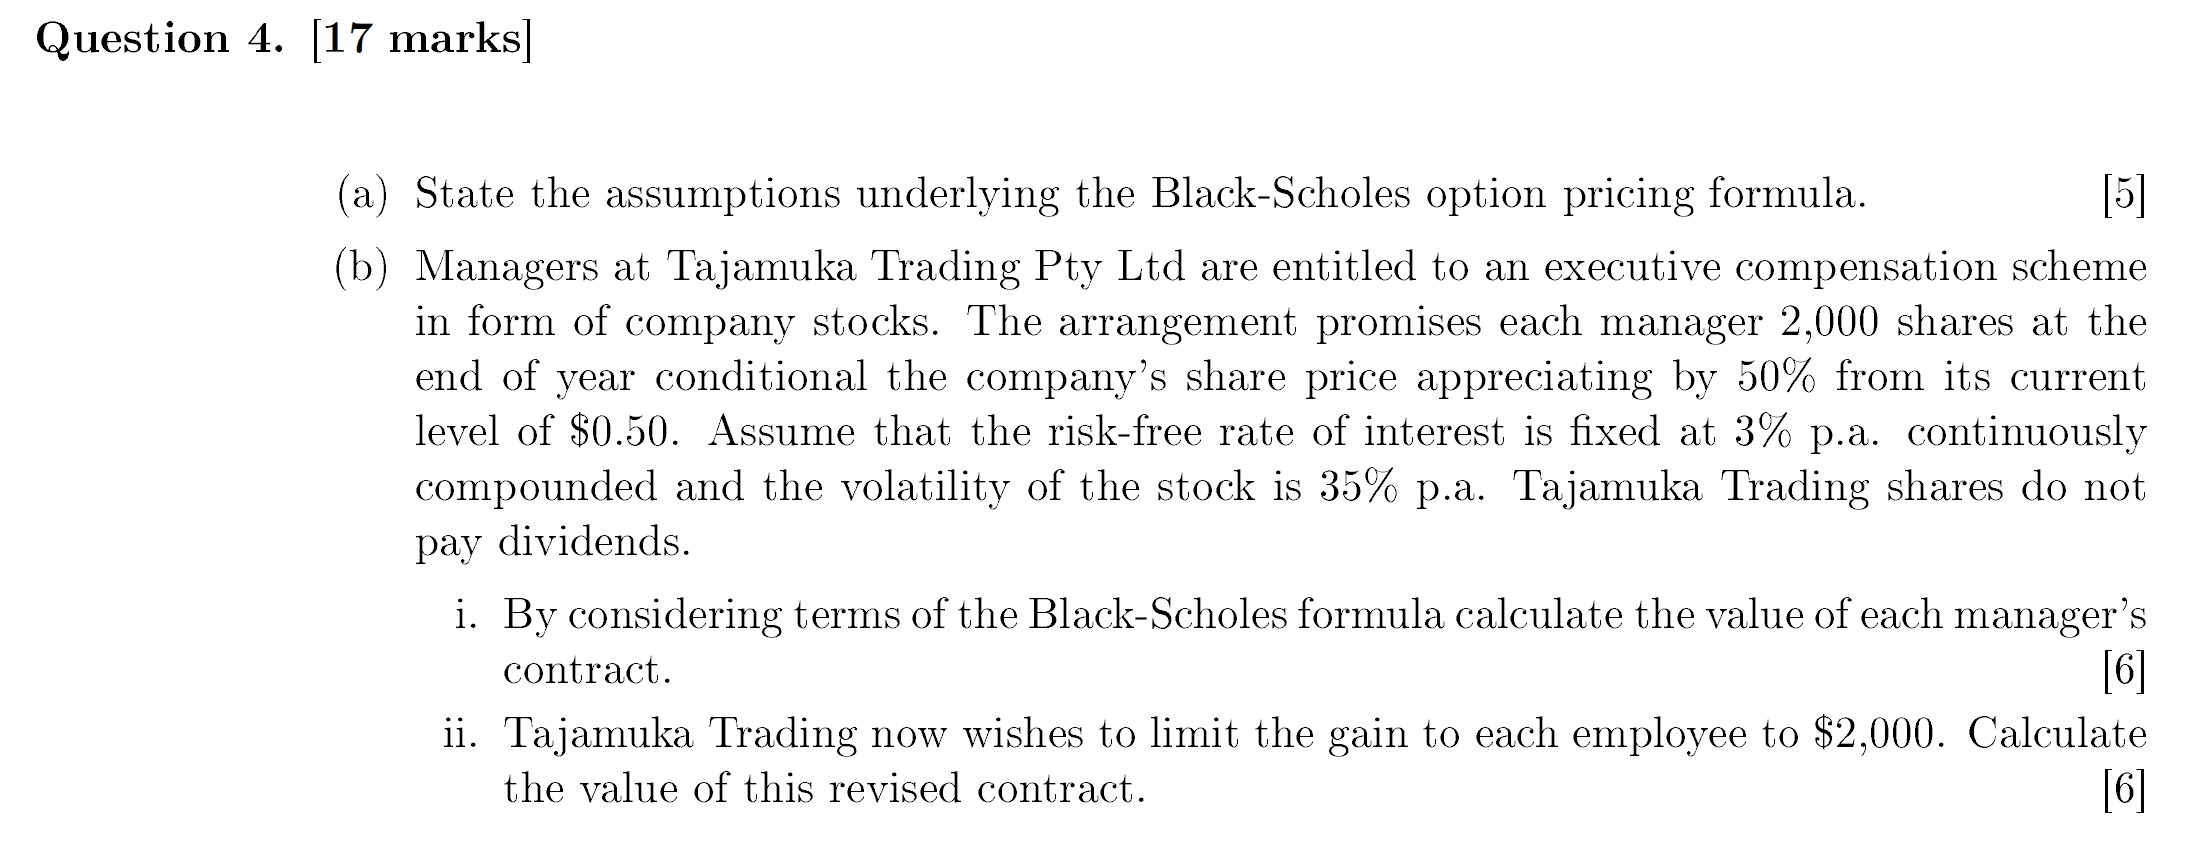 Question 4. [17 marks]
(a) State the assumptions underlying the Black-Scholes option pricing formula. [5]
(b) Managers at Tajamuka Trading Pty Ltd are entitled to an executive compensation scheme
in form of company stocks. The arrangement promises each manager 2,000 shares at the
end of year conditional the company's share price appreciating by 50% from its current
level of $0.50. Assume that the risk-free rate of interest is fixed at 3% p.a. continuously
compounded and the volatility of the stock is 35% p.a. Tajamuka Trading shares do not
pay dividends.
i. By considering terms of the Black-Scholes formula calculate the value of each manager's
contract. [6]
ii. Tajamuka Trading now wishes to limit the gain to each employee to $2,000. Calculate
the value of this revised contract. [6]